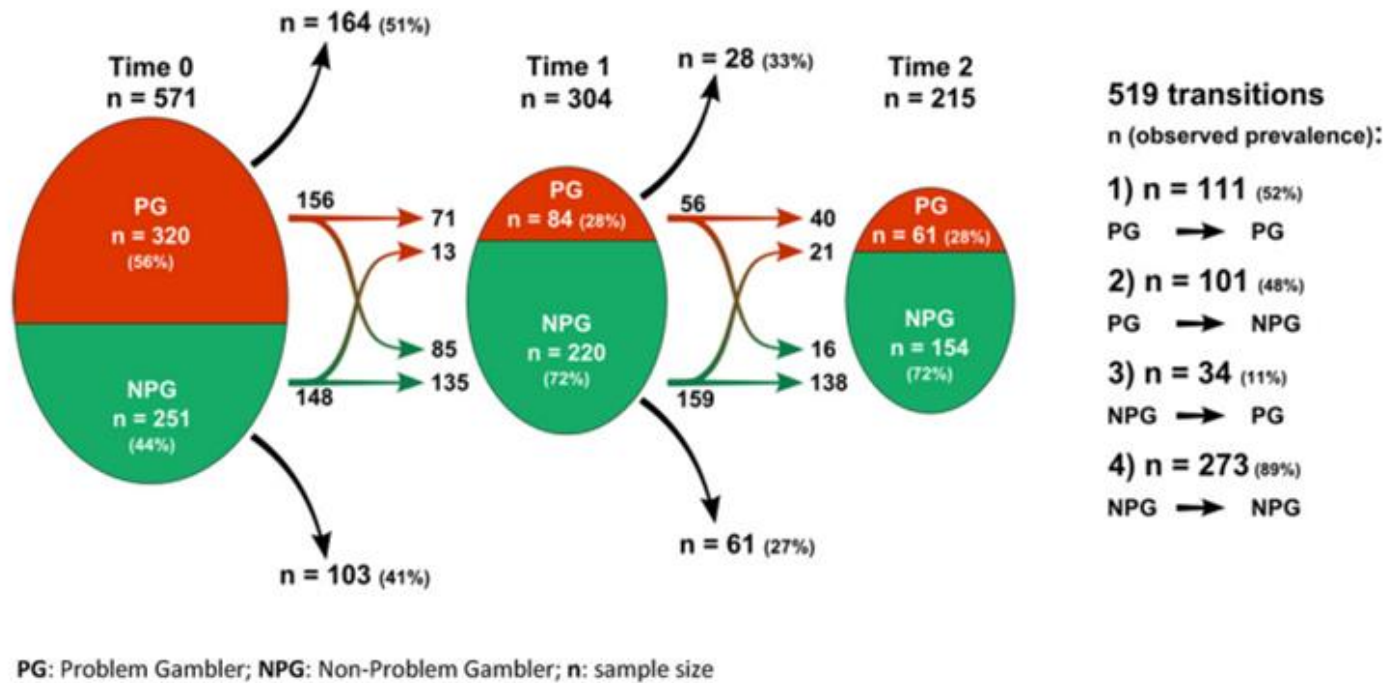 n = 164 (51%)
Time 0
n = 571
PG
n = 320
(56%)
NPG
n = 251
(44%)
156
71
13
85
135
148
n = 103 (41%)
Time 1
n = 304
n = 28 (33%)
PG
n = 84 (28%)
NPG
n = 220
(72%)
56
40
21
16
138
159
n = 61 (27%)
Time 2
n = 215
PG
n = 61 (28%)
NPG
n = 154
(72%)
519 transitions
n (observed prevalence):
1) n = 111 (52%)
PG PG
2) n = 101 (48%)
PG NPG
3) n = 34 (11%)
NPG PG
4) n = 273 (89%)
NPG NPG
PG: Problem Gambler; NPG: Non-Problem Gambler; n: sample size